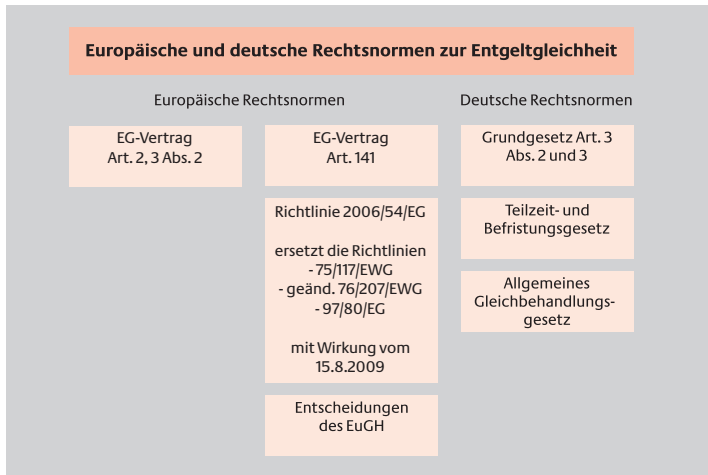 Europäische und deutsche Rechtsnormen zur Entgeltgleichheit
Europäische Rechtsnormen
Deutsche Rechtsnormen
EG-Vertrag
Art. 2, 3 Abs. 2
EG-Vertrag
Art. 141
Richtlinie 2006/54/EG
ersetzt die Richtlinien
- 75/117/EWG
- geänd. 76/207/EWG
- 97/80/EG
mit Wirkung vom
15.8.2009
Entscheidungen
des EuGH
Grundgesetz Art. 3
Abs. 2 und 3
Teilzeit- und
Befristungsgesetz
Allgemeines
Gleichbehandlungs-
gesetz